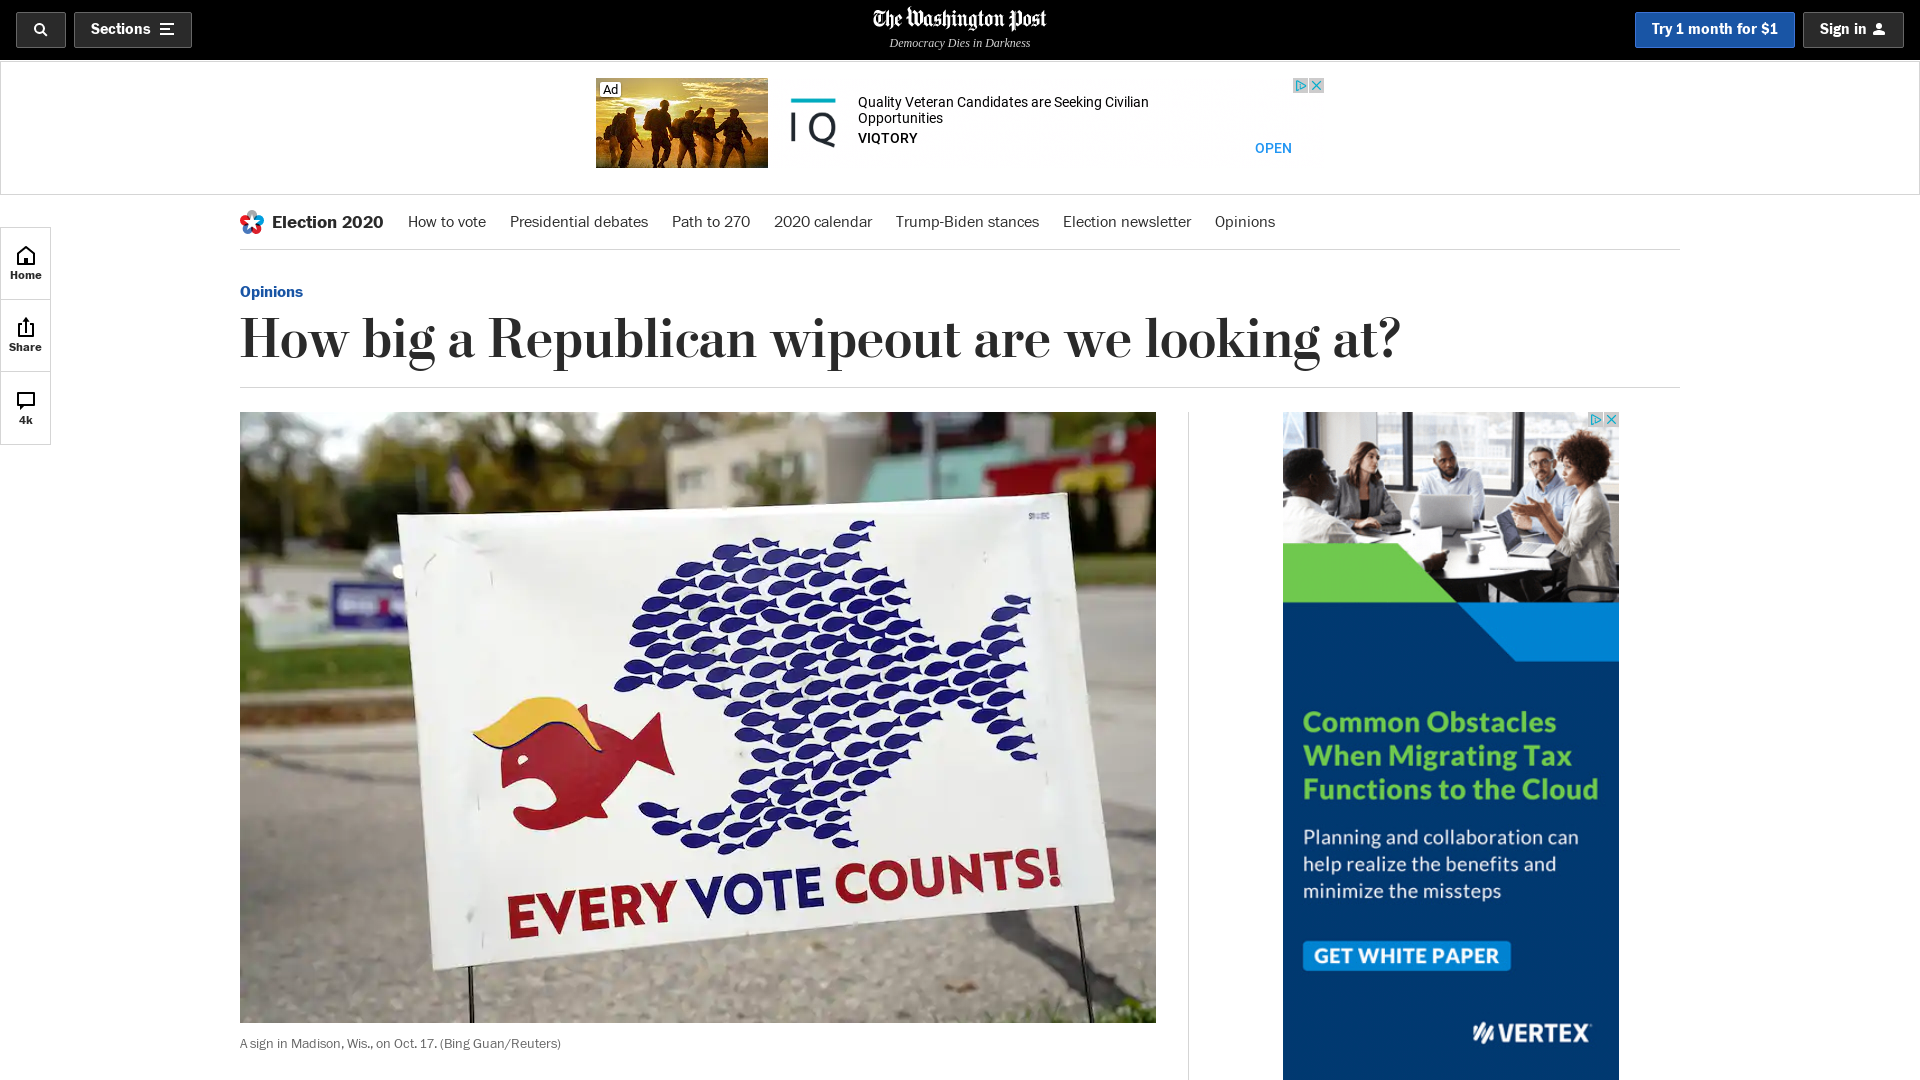 Sections
The Washington Post
Democracy Dies in Darkness
Try 1 month for $1
Sign in
Ad
IQ
Quality Veteran Candidates are Seeking Civilian
Opportunities
VIQTORY
OPEN
Election 2020
How to vote
Presidential debates
Path to 270
2020 calendar
Trump-Biden stances
Election newsletter
Opinions
Home
Share
4k
Opinions
How big a Republican wipeout are we looking at?
EVERY VOTE COUNTS!
A sign in Madison, Wis., on Oct. 17. (Bing Guan/Reuters)
Common Obstacles
When Migrating Tax
Functions to the Cloud
Planning and collaboration can
help realize the benefits and
minimize the missteps
GET WHITE PAPER
VERTEX